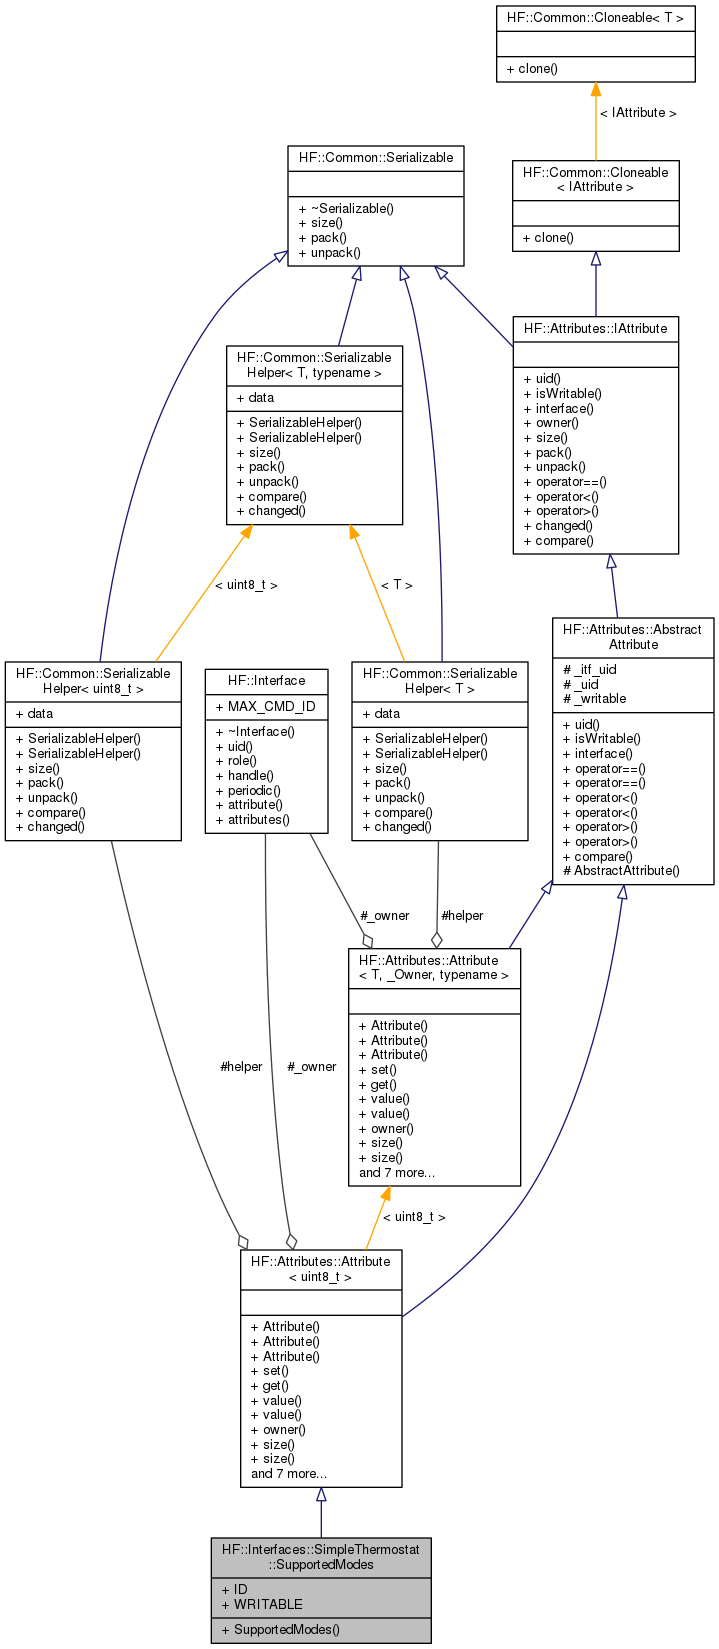 HF::Common::Cloneable< T >
+ clone()
< IAttribute >
HF::Common::Serializable
+ ~Serializable()
+ size()
+ pack()
+ unpack()
HF::Common::Cloneable
< IAttribute >
+ clone()
HF::Common::Serializable
Helper< T, typename >
+ data
+ SerializableHelper()
+ SerializableHelper()
+ size()
+ pack()
+ unpack()
+ compare()
+ changed()
HF::Attributes::IAttribute
+ uid()
+ isWritable()
+ interface()
+ owner()
+ size()
+ pack()
+ unpack()
+ operator==()
+ operator<()
+ operator>()
+ changed()
+ compare()
< uint8_t >
< T >
HF::Common::Serializable
Helper< uint8_t >
+ data
+ SerializableHelper()
+ SerializableHelper()
+ size()
+ pack()
+ unpack()
+ compare()
+ changed()
HF::Interface
+ MAX_CMD_ID
+ ~Interface()
+ uid()
+ role()
+ handle()
+ periodic()
+ attribute()
+ attributes()
HF::Common::Serializable
Helper< T >
+ data
+ SerializableHelper()
+ SerializableHelper()
+ size()
+ pack()
+ unpack()
+ compare()
+ changed()
HF::Attributes::Abstract
Attribute
# _itf_uid
# _uid
# _writable
+ uid()
+ isWritable()
+ interface()
+ operator==()
+ operator==()
+ operator<()
+ operator<()
+ operator>()
+ operator>()
+ compare()
# AbstractAttribute()
#_owner
#helper
HF::Attributes::Attribute
< T, _Owner, typename >
+ Attribute()
+ Attribute()
+ Attribute()
+ set()
+ get()
+ value()
+ value()
+ owner()
+ size()
+ size()
and 7 more...
#helper
#_owner
< uint8_t >
HF::Attributes::Attribute
< uint8_t >
+ Attribute()
+ Attribute()
+ Attribute()
+ set()
+ get()
+ value()
+ value()
+ owner()
+ size()
+ size()
and 7 more...
HF::Interfaces::SimpleThermostat
::SupportedModes
+ ID
+ WRITABLE
+ SupportedModes()